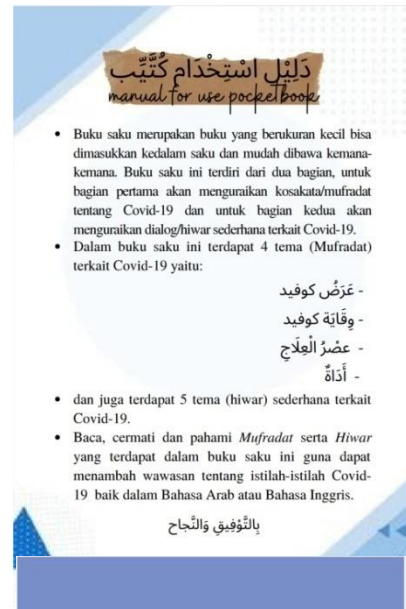 دَلِيْلِ اسْتِخْدَامِ كُتَّيِّبِ
manual for use pocketbook
• Buku saku merupakan buku yang berukuran kecil bisa
dimasukkan kedalam saku dan mudah dibawa kemana-
kemana. Buku saku ini terdiri dari dua bagian, untuk
bagian pertama akan menguraikan kosakata/mufradat
tentang Covid-19 dan untuk bagian kedua akan
menguraikan dialog/hiwar sederhana terkait Covid-19.
• Dalam buku saku ini terdapat 4 tema (Mufradat)
terkait Covid-19 yaitu:
- عَرَضُ كوفيد
- وِقَايَة كوفيد
- عصْرُ الْعِلَاجِ
- أَدَاةٌ
• dan juga terdapat 5 tema (hiwar) sederhana terkait
Covid-19.
• Baca, cermati dan pahami Mufradat serta Hiwar
yang terdapat dalam buku saku ini guna dapat
menambah wawasan tentang istilah-istilah Covid-
19 baik dalam Bahasa Arab atau Bahasa Inggris.
بِالتَّوْفِيقِ وَالنَّجاح